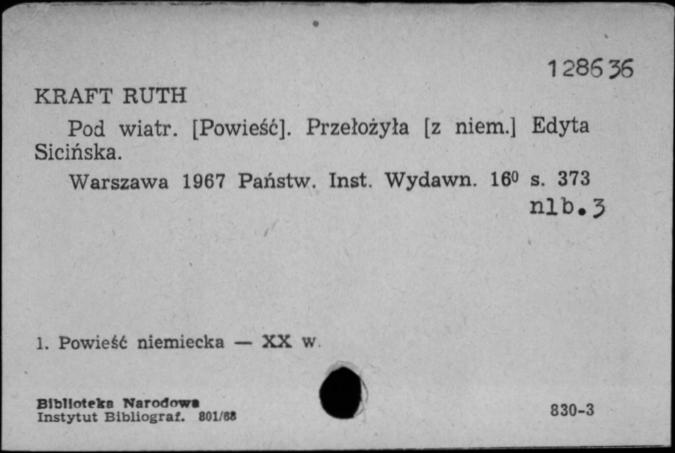 128636
KRAFT RUTH
Pod wiatr. [Powieść]. Przełożyła [z niem.] Edyta
Sicińska.
Warszawa 1967 Państw. Inst. Wydawn. 16⁰ s. 373
nlb. 3
1. Powieść niemiecka — XX w.
Biblioteka Narodowa
Instytut Bibliograf. 801/68
830-3